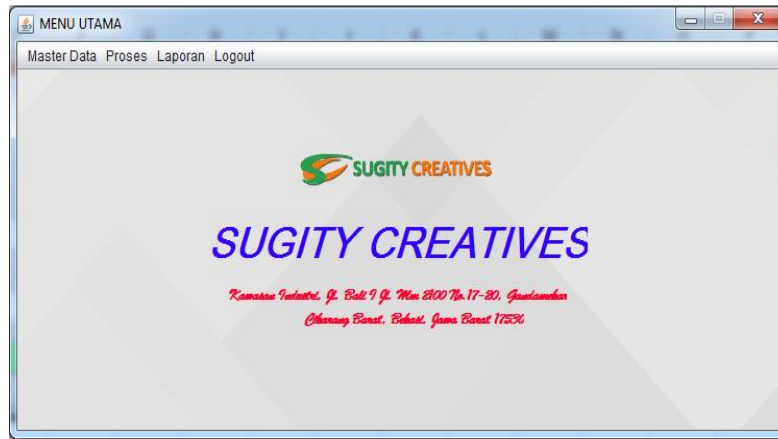 MENU UTAMA
Master Data Proses Laporan Logout
SUGITY CREATIVES
SUGITY CREATIVES
Kawasan Industri, Jl. Bali 9 Jl. Mm 2100 No.17-20, Gandamekar
Cikarang Barat, Bekasi, Jawa Barat 17530